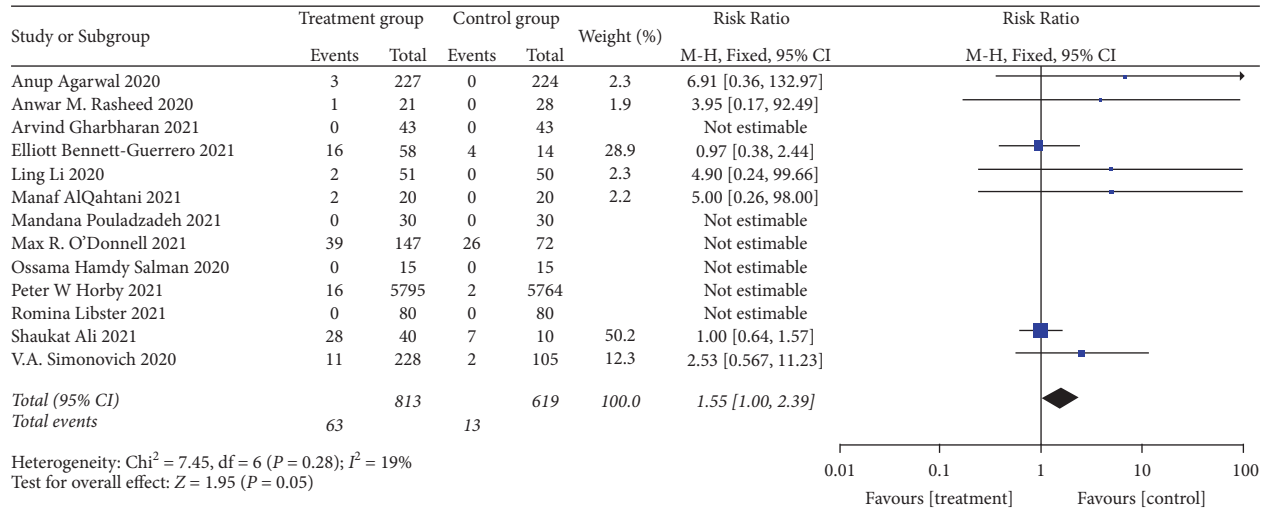 Study or Subgroup Treatment group Control group Weight (%) Risk Ratio Risk Ratio
Events Total Events Total M-H, Fixed, 95% CI M-H, Fixed, 95% CI
Anup Agarwal 2020 3 227 0 224 2.3 6.91 [0.36, 132.97]
Anwar M. Rasheed 2020 1 21 0 28 1.9 3.95 [0.17, 92.49]
Arvind Gharbharan 2021 0 43 0 43 Not estimable
Elliott Bennett-Guerrero 2021 16 58 4 14 28.9 0.97 [0.38, 2.44]
Ling Li 2020 2 51 0 50 2.3 4.90 [0.24, 99.66]
Manaf AlQahtani 2021 2 20 0 20 2.2 5.00 [0.26, 98.00]
Mandana Pouladzadeh 2021 0 30 0 30 Not estimable
Max R. O'Donnell 2021 39 147 26 72 Not estimable
Ossama Hamdy Salman 2020 0 15 0 15 Not estimable
Peter W Horby 2021 16 5795 2 5764 Not estimable
Romina Libster 2021 0 80 0 80 Not estimable
Shaukat Ali 2021 28 40 7 10 50.2 1.00 [0.64, 1.57]
V.A. Simonovich 2020 11 228 2 105 12.3 2.53 [0.567, 11.23]
Total (95% CI) 813 619 100.0 1.55 [1.00, 2.39]
Total events 63 13
Heterogeneity: Chi² = 7.45, df = 6 (P = 0.28); I² = 19%
Test for overall effect: Z = 1.95 (P = 0.05)
0.01 0.1 1 10 100
Favours [treatment] Favours [control]